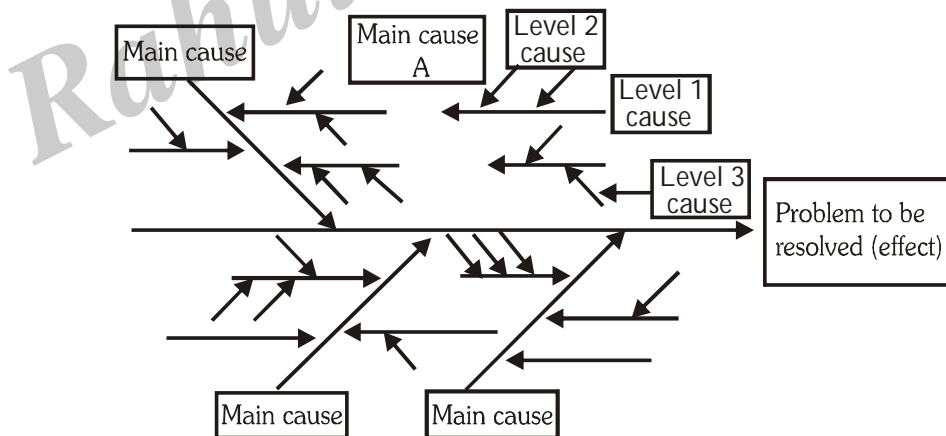 Rahul
Main cause
Main cause
A
Level 2
cause
Level 1
cause
Level 3
cause
Problem to be
resolved (effect)
Main cause
Main cause